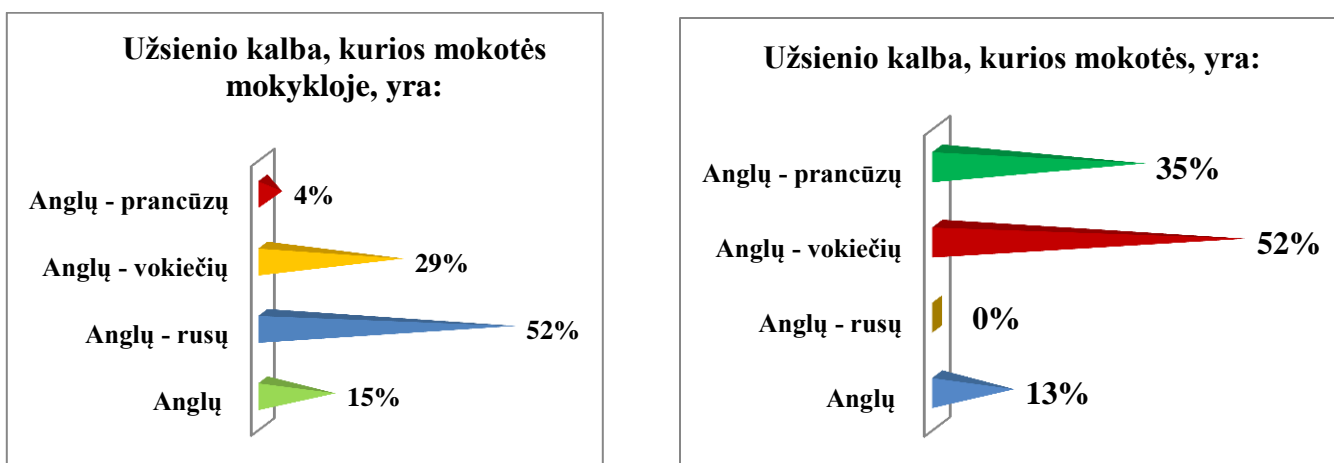 Užsienio kalba, kurios mokotės
mokykloje, yra:
Anglų - prancūzų
4%
Anglų - vokiečių
29%
Anglų - rusų
52%
Anglų
15%
Užsienio kalba, kurios mokotės, yra:
Anglų - prancūzų
35%
Anglų - vokiečių
52%
Anglų - rusų
0%
Anglų
13%